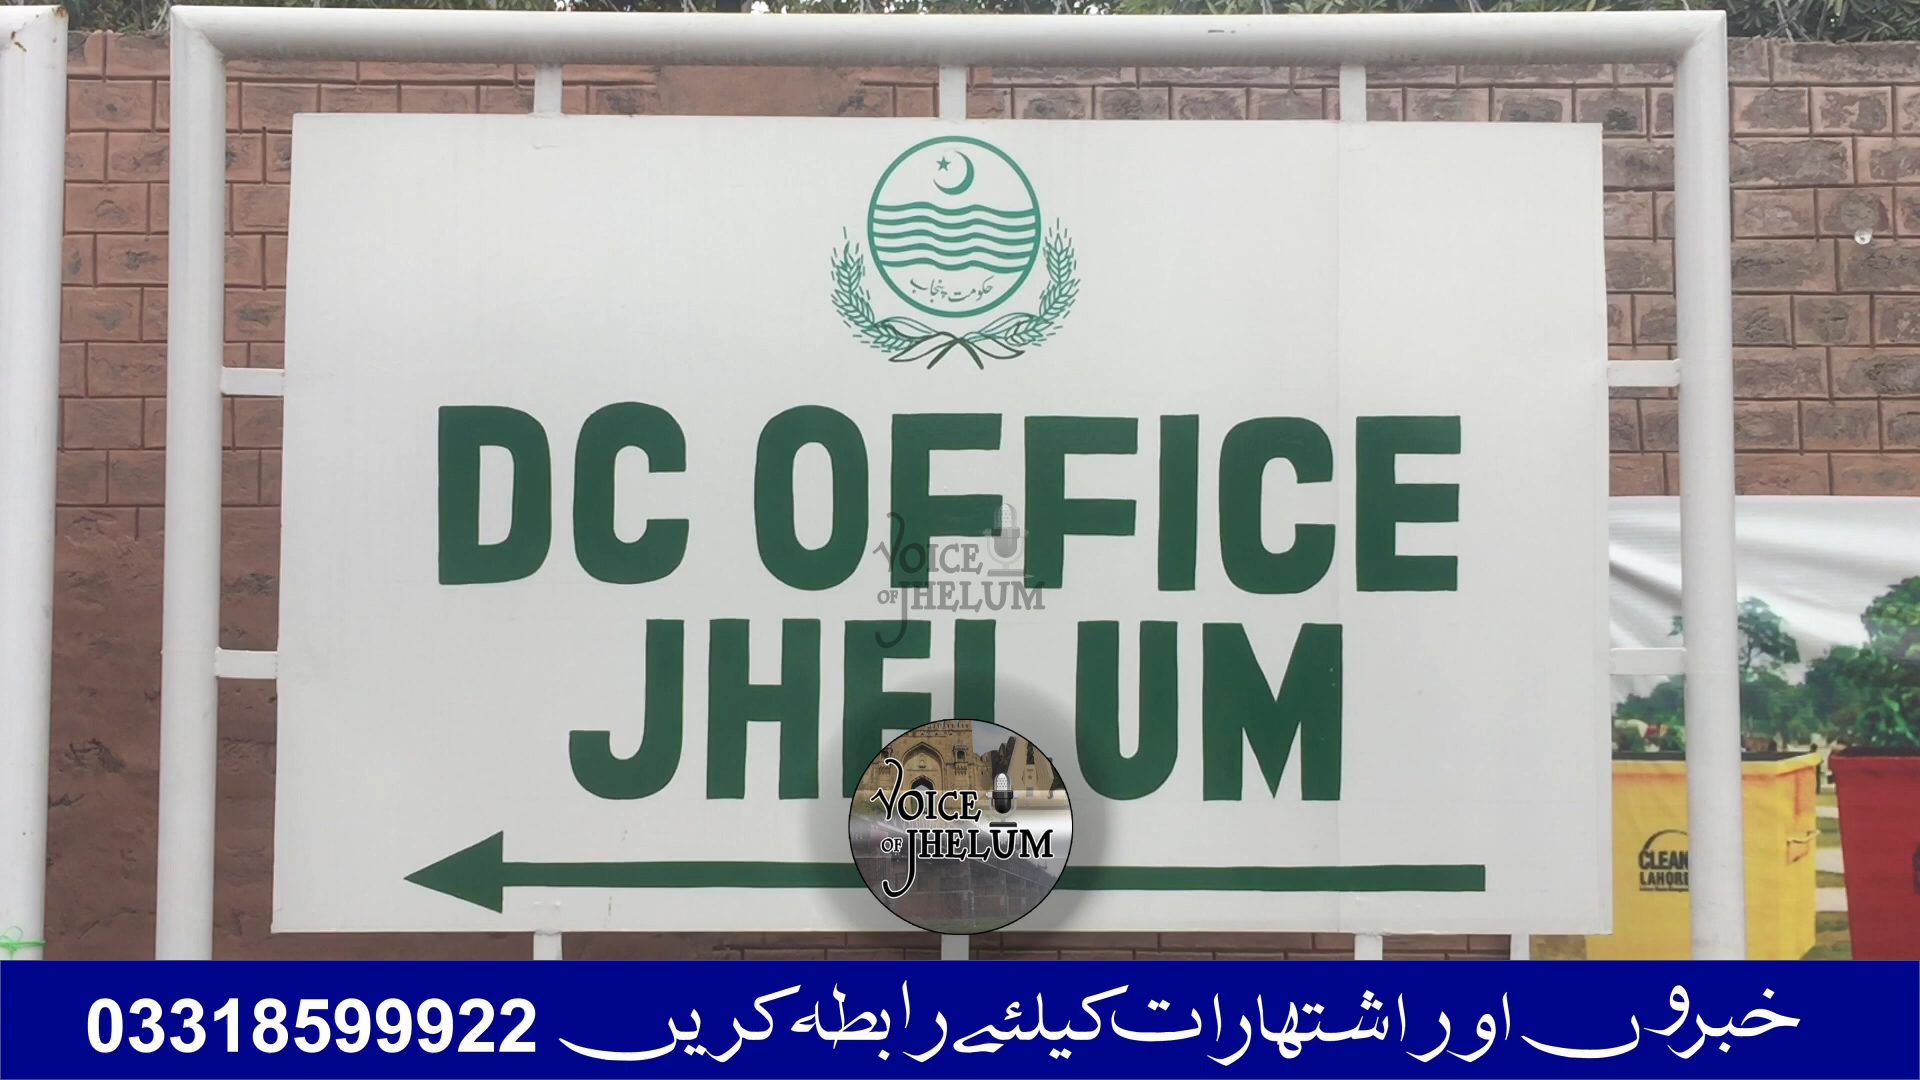 حکومت پنجاب
DC OFFICE
VOICE
OF JHELUM
JHELUM
VOICE
OF JHELUM
CLEAN
LAHORE
خبروں اور اشتہارات کیلئے رابطہ کریں 03318599922